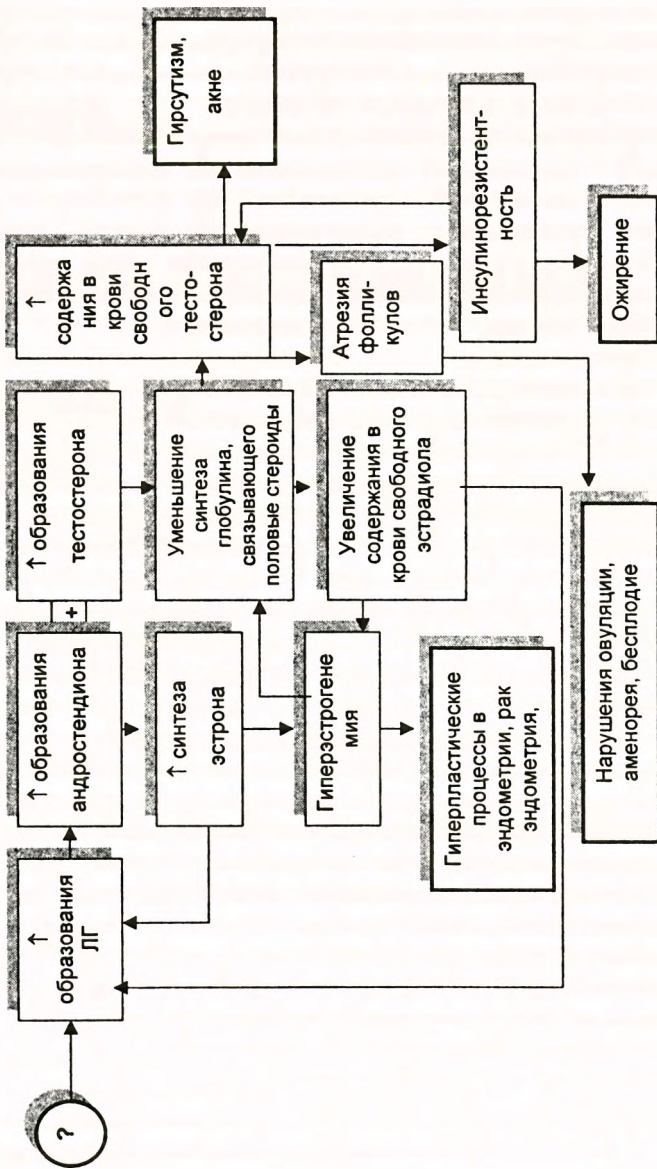 ?
↑
образования
ЛГ
↑ образования
андростендиона
+
↑ образования
тестостерона
↑
содержа
ния в
крови
свободн
ого
тесто-
стерона
Гирсутизм,
акне
↑ синтеза
эстрона
Уменьшение
синтеза
глобулина,
связывающего
половые стероиды
Гиперэстрогене
мия
Увеличение
содержания в
крови свободного
эстрадиола
Атрезия
фолли-
кулов
Инсулинорезистент-
ность
Гиперпластические
процессы в
эндометрии, рак
эндометрия,
Нарушения овуляции,
аменорея, бесплодие
Ожирение